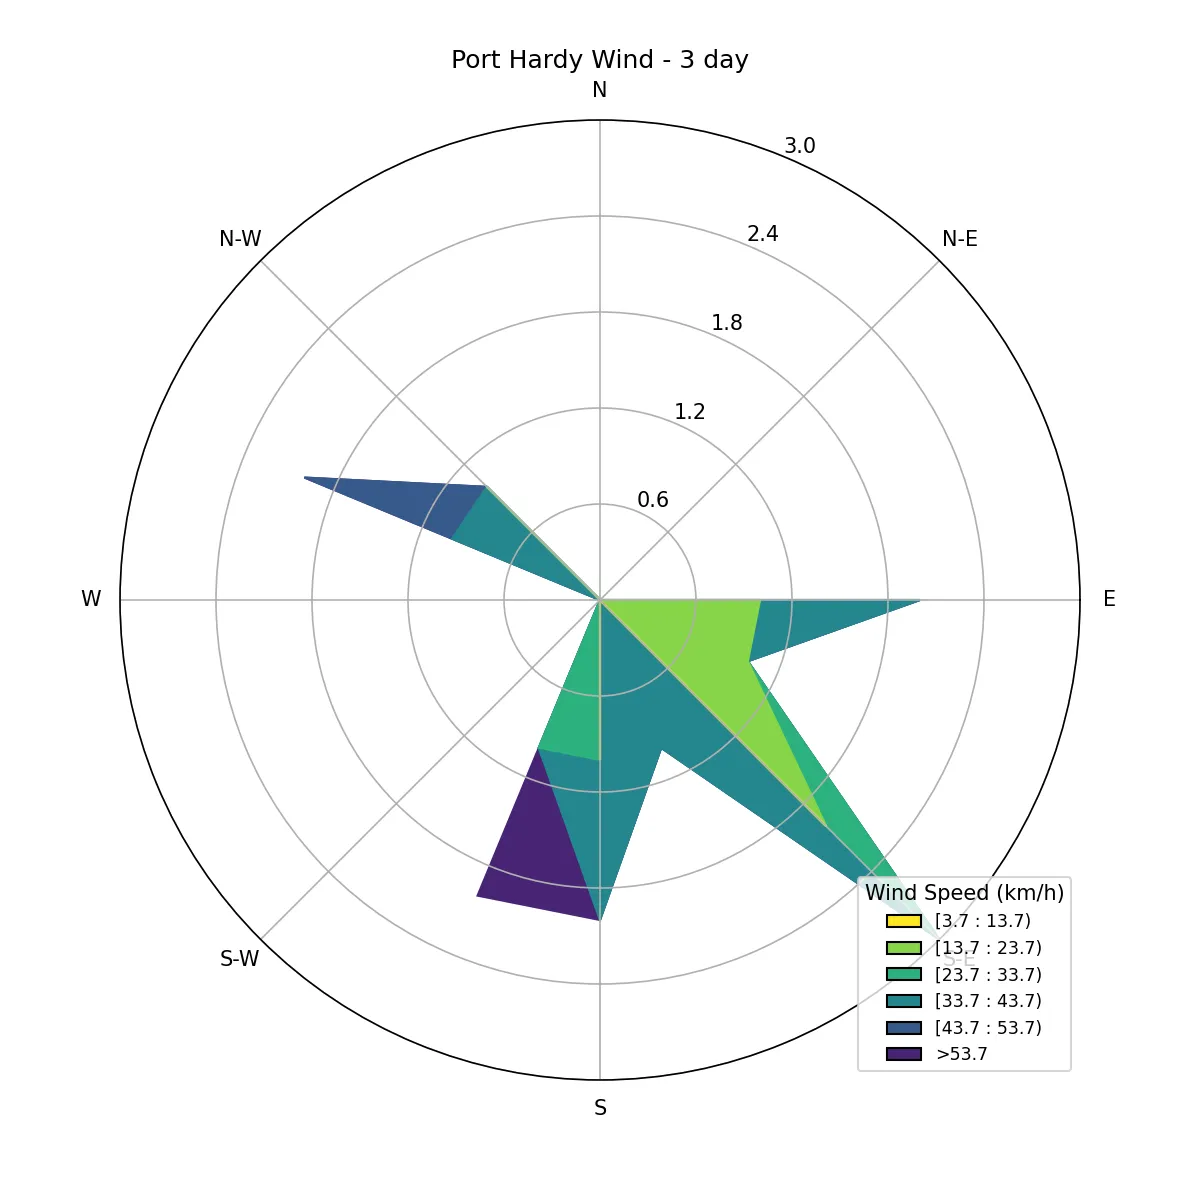 Port Hardy Wind - 3 day
N
3.0
2.4
N-W
N-E
1.8
1.2
0.6
W
E
Wind Speed (km/h)
[3.7 : 13.7)
[13.7 : 23.7)
S-W
S-E
[23.7 : 33.7)
[33.7 : 43.7)
[43.7 : 53.7)
>53.7
S